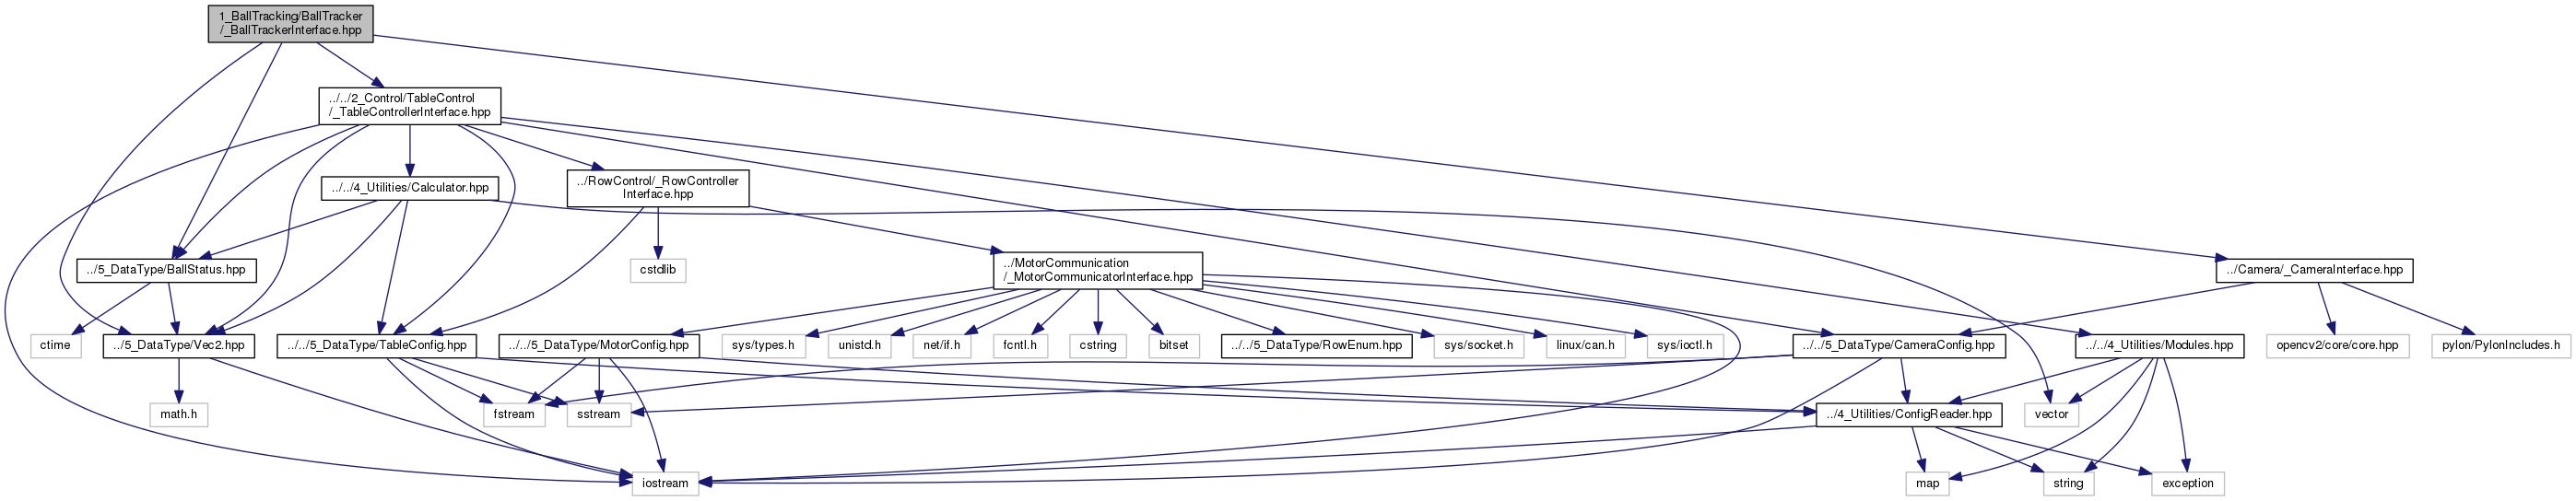 1_BallTracking/BallTracker
/_BallTrackerInterface.hpp
../../2_Control/TableControl
/_TableControllerInterface.hpp
../../4_Utilities/Calculator.hpp
../RowControl/_RowController
Interface.hpp
../5_DataType/BallStatus.hpp
cstdlib
../MotorCommunication
/_MotorCommunicatorInterface.hpp
../Camera/_CameraInterface.hpp
ctime
../5_DataType/Vec2.hpp
../../5_DataType/TableConfig.hpp
../../5_DataType/MotorConfig.hpp
sys/types.h
unistd.h
net/if.h
fcntl.h
cstring
bitset
../../5_DataType/RowEnum.hpp
sys/socket.h
linux/can.h
sys/ioctl.h
../../5_DataType/CameraConfig.hpp
../../4_Utilities/Modules.hpp
opencv2/core/core.hpp
pylon/PylonIncludes.h
math.h
fstream
sstream
../4_Utilities/ConfigReader.hpp
vector
iostream
map
string
exception